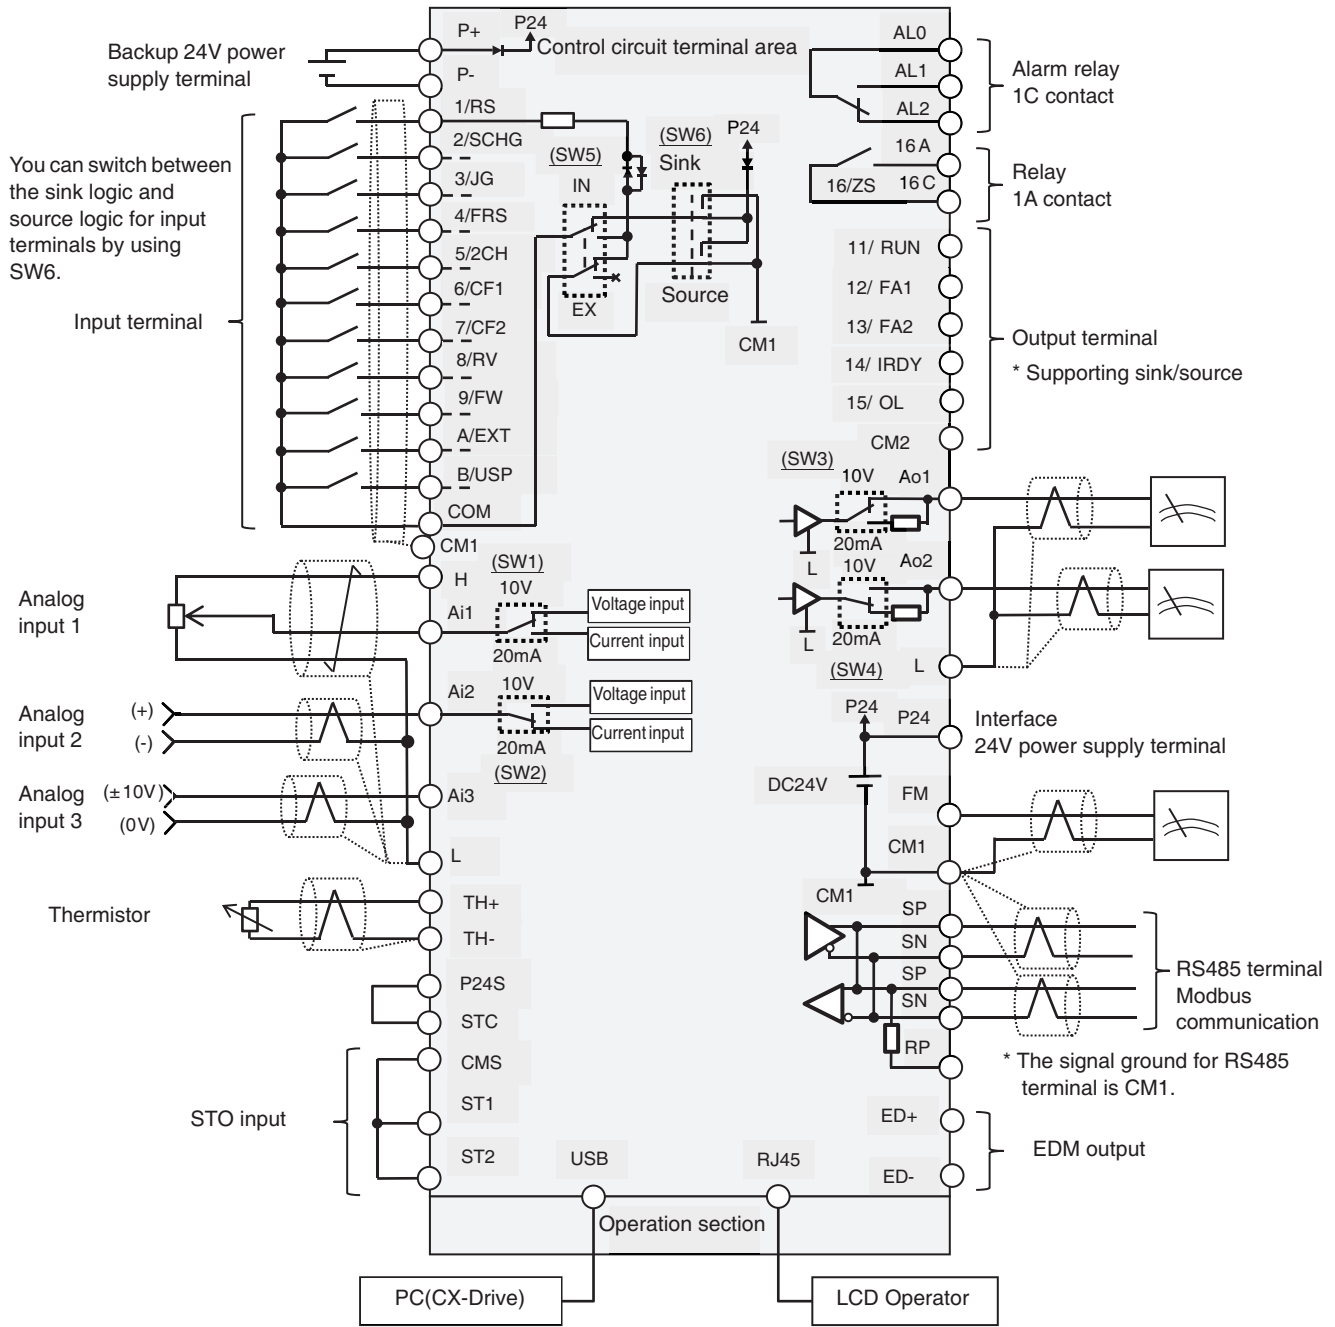 Backup 24V power
supply terminal
P+
P24
P-
Control circuit terminal area
You can switch between
the sink logic and
source logic for input
terminals by using
SW6.
Input terminal
1/RS
2/SCHG
3/JG
4/FRS
5/2CH
6/CF1
7/CF2
8/RV
9/FW
A/EXT
B/USP
COM
CM1
(SW5)
IN
EX
(SW6)
Sink
Source
P24
CM1
AL0
AL1
AL2
Alarm relay
1C contact
16A
16/ZS
16C
Relay
1A contact
11/ RUN
12/ FA1
13/ FA2
14/ IRDY
15/ OL
CM2
Output terminal
* Supporting sink/source
(SW3)
10V
Ao1
20mA
L
10V
Ao2
20mA
L
(SW4)
L
Analog
input 1
H
Ai1
(SW1)
10V
20mA
Voltage input
Current input
Analog
input 2
(+)
(-)
Ai2
10V
20mA
(SW2)
Voltage input
Current input
Analog
input 3
(±10V)
(0V)
Ai3
L
P24
P24
Interface
24V power supply terminal
DC24V
FM
CM1
CM1
Thermistor
TH+
TH-
P24S
STC
SP
SN
SP
SN
RP
RS485 terminal
Modbus
communication
* The signal ground for RS485
terminal is CM1.
STO input
CMS
ST1
ST2
ED+
ED-
EDM output
USB
RJ45
Operation section
PC(CX-Drive)
LCD Operator